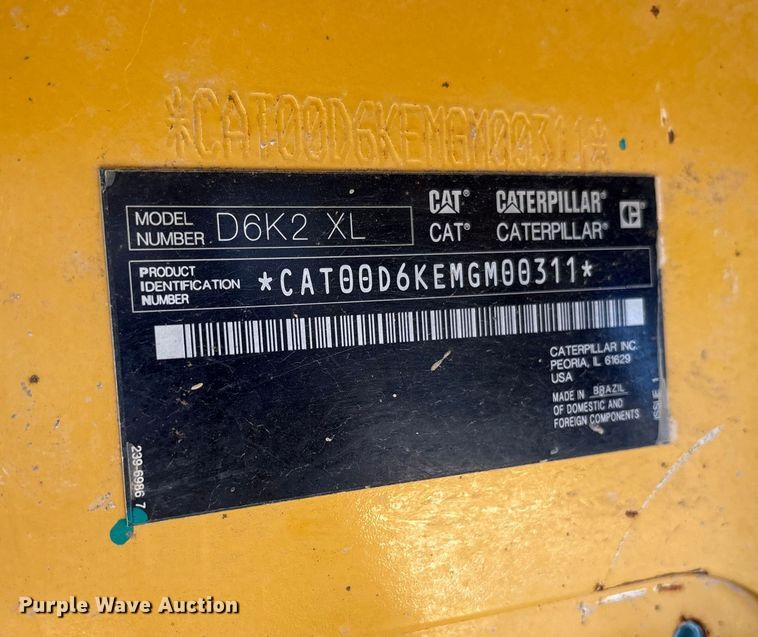 *CAT00D6KEMGM00311*
MODEL NUMBER D6K2 XL
CAT® CATERPILLAR®
CAT® CATERPILLAR®
PRODUCT IDENTIFICATION NUMBER *CAT00D6KEMGM00311*
CATERPILLAR INC.
PEORIA, IL 61629
USA
MADE IN BRAZIL
OF DOMESTIC AND
FOREIGN COMPONENTS
ISSUE 1
239-6986 7
Purple Wave Auction